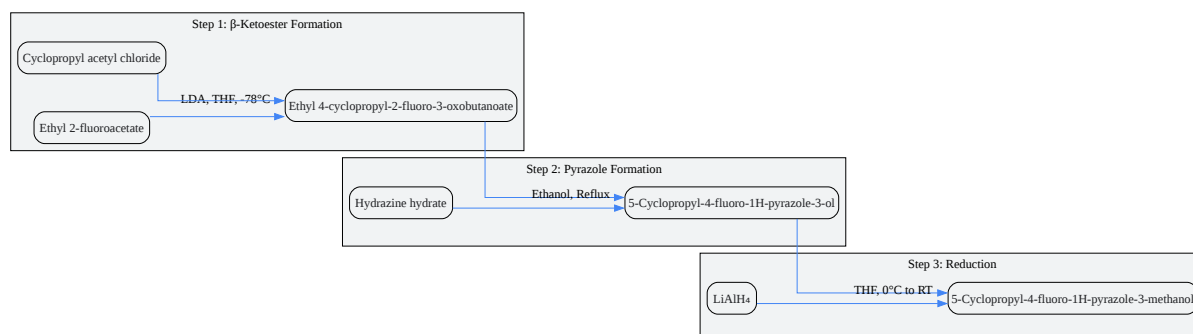 Step 1: β-Ketoester Formation
Cyclopropyl acetyl chloride
LDA, THF, -78°C
Ethyl 4-cyclopropyl-2-fluoro-3-oxobutanoate
Ethyl 2-fluoroacetate
Step 2: Pyrazole Formation
Hydrazine hydrate
Ethanol, Reflux
5-Cyclopropyl-4-fluoro-1H-pyrazole-3-ol
Step 3: Reduction
LiAlH₄
THF, 0°C to RT
5-Cyclopropyl-4-fluoro-1H-pyrazole-3-methanol